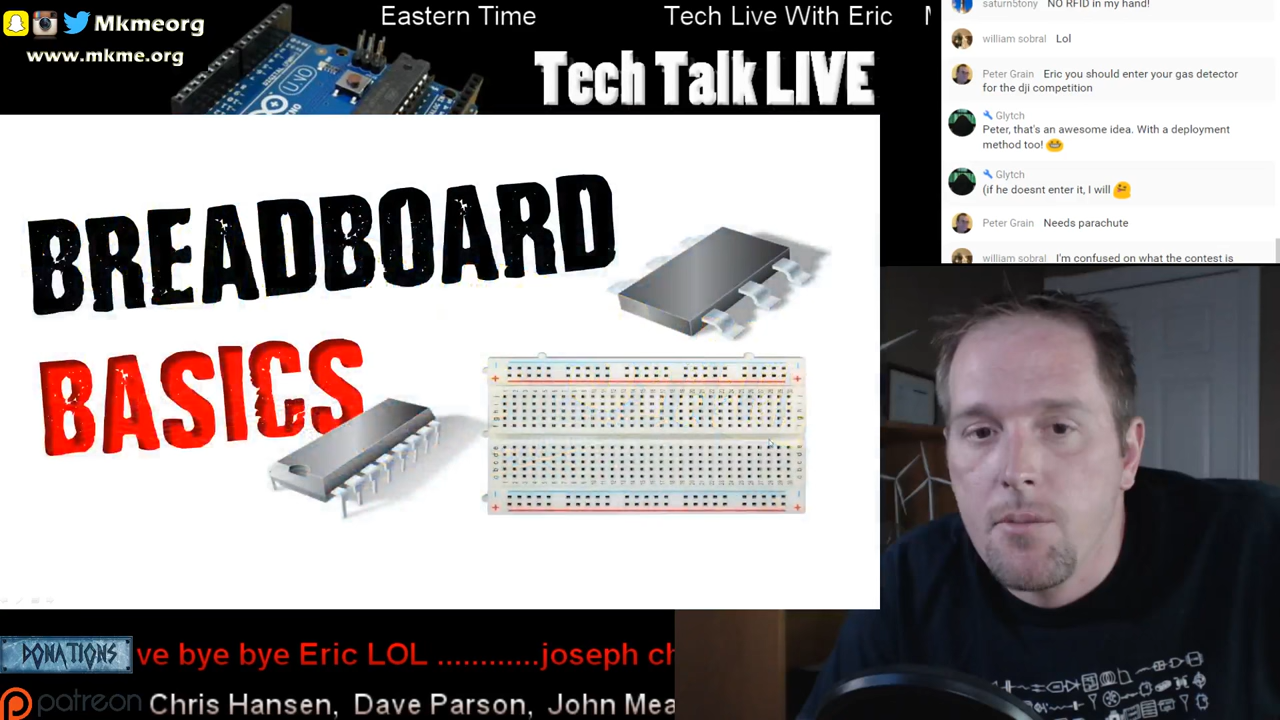 Mkmeorg
www.mkme.org
Eastern Time
Tech Live With Eric
Tech Talk LIVE
UNO
BREADBOARD
BASICS
saturn5tony NO RFID in my hand!
william sobral Lol
Peter Grain Eric you should enter your gas detector
for the dji competition
Glytch
Peter, that's an awesome idea. With a deployment
method too!
Glytch
(if he doesnt enter it, I will
Peter Grain Needs parachute
william sobral I'm confused on what the contest is
DONATIONS
ve bye bye Eric LOL ............joseph ch
patreon
Chris Hansen, Dave Parson, John Mea